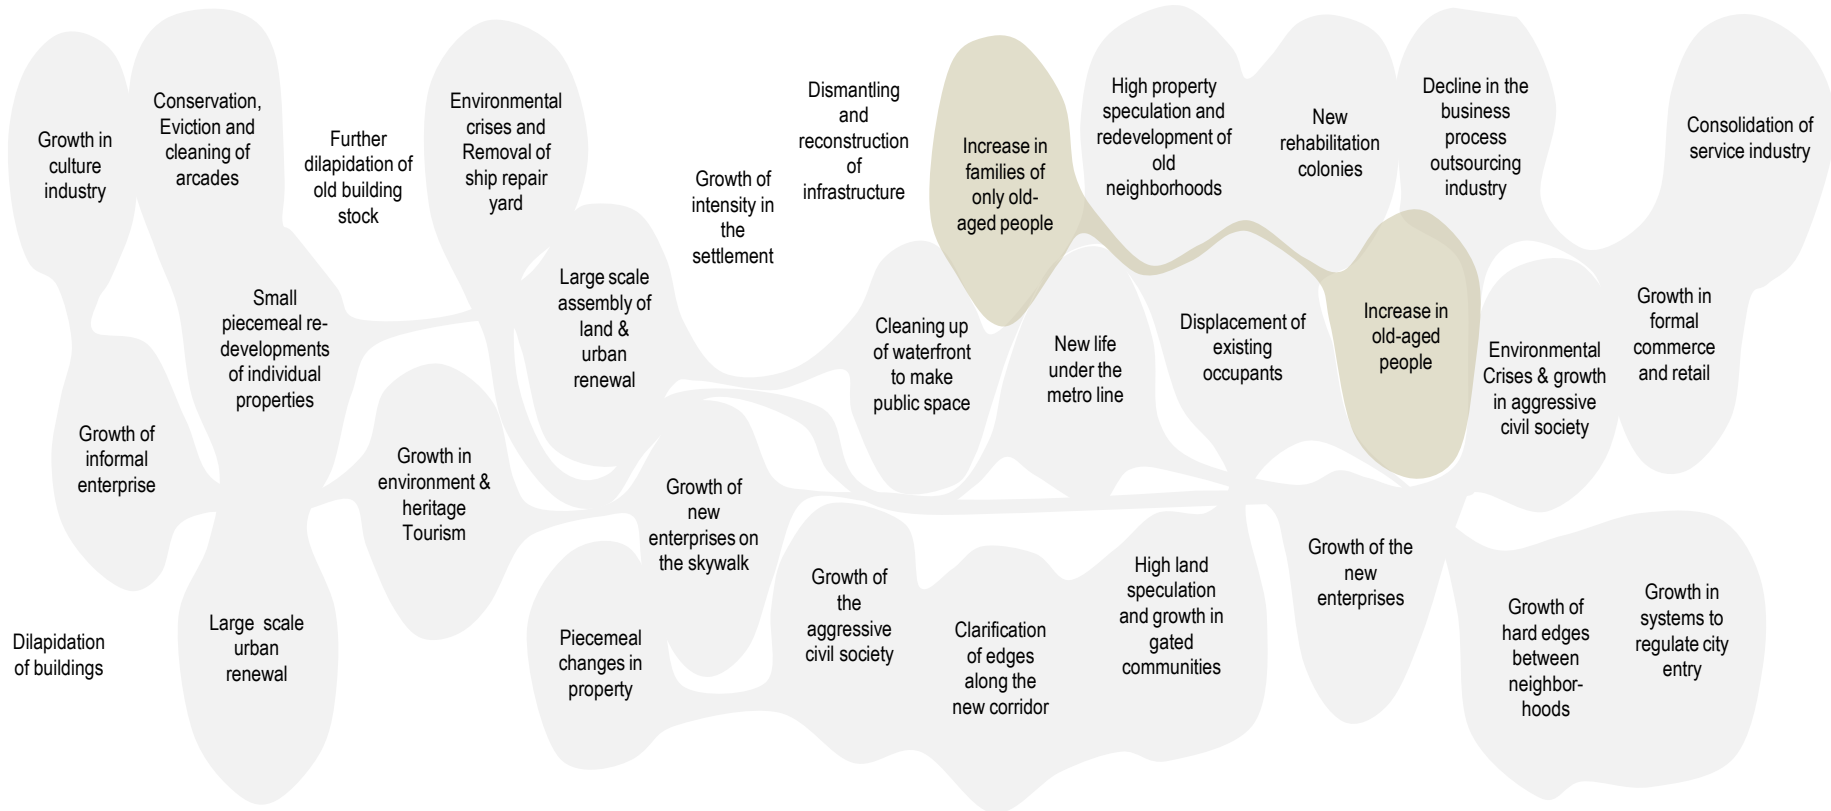 Growth in
culture
industry
Conservation,
Eviction and
cleaning of
arcades
Further
dilapidation of
old building
stock
Environmental
crises and
Removal of
ship repair
yard
Growth of
intensity in
the
settlement
Dismantling
and
reconstruction
of
infrastructure
Increase in
families of
only old-
aged people
High property
speculation and
redevelopment of
old
neighborhoods
New
rehabilitation
colonies
Decline in the
business
process
outsourcing
industry
Consolidation of
service industry
Small
piecemeal re-
developments
of individual
properties
Large scale
assembly of
land &
urban
renewal
Cleaning up
of waterfront
to make
public space
New life
under the
metro line
Displacement of
existing
occupants
Increase in
old-aged
people
Environmental
Crises & growth
in aggressive
civil society
Growth in
formal
commerce
and retail
Growth of
informal
enterprise
Growth in
environment &
heritage
Tourism
Growth of
new
enterprises on
the skywalk
Dilapidation
of buildings
Large scale
urban
renewal
Piecemeal
changes in
property
Growth of
the
aggressive
civil society
Clarification
of edges
along the
new corridor
High land
speculation
and growth in
gated
communities
Growth of the
new
enterprises
Growth of
hard edges
between
neighbor-
hoods
Growth in
systems to
regulate city
entry